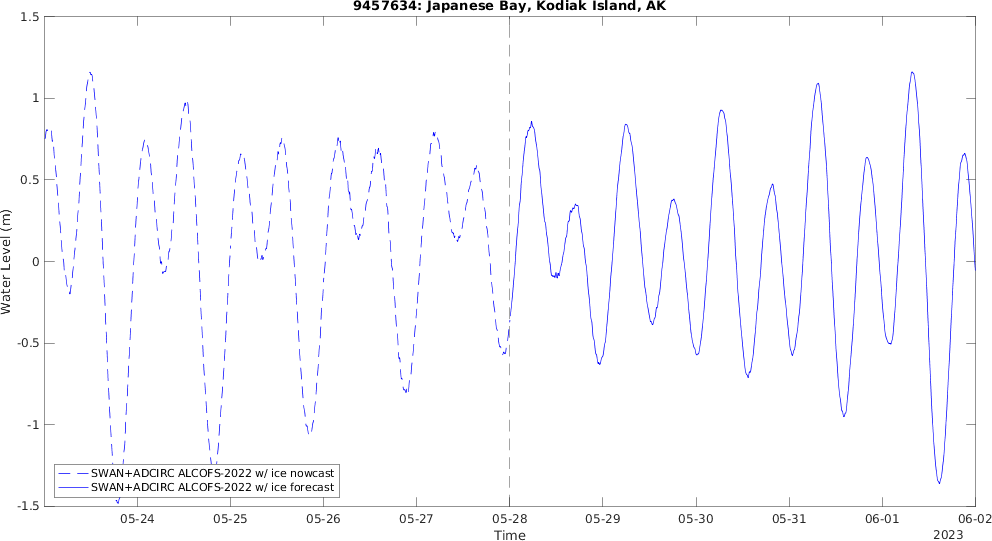 9457634: Japanese Bay, Kodiak Island, AK
1.5
1
0.5
0
-0.5
-1
-1.5
Water Level (m)
SWAN+ADCIRC ALCOFS-2022 w/ ice nowcast
SWAN+ADCIRC ALCOFS-2022 w/ ice forecast
05-24 05-25 05-26 05-27 05-28 05-29 05-30 05-31 06-01 06-02
Time
2023